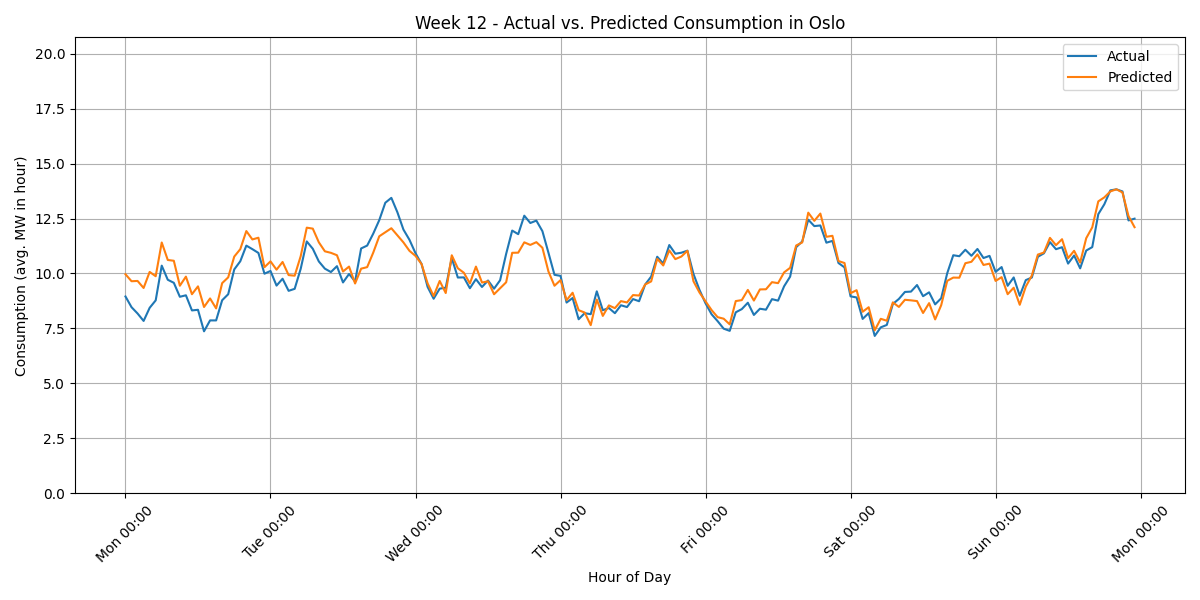 Week 12 - Actual vs. Predicted Consumption in Oslo
Actual
Predicted
Consumption (avg. MW in hour)
20.0
17.5
15.0
12.5
10.0
7.5
5.0
2.5
0.0
Mon 00:00
Tue 00:00
Wed 00:00
Thu 00:00
Fri 00:00
Sat 00:00
Sun 00:00
Mon 00:00
Hour of Day